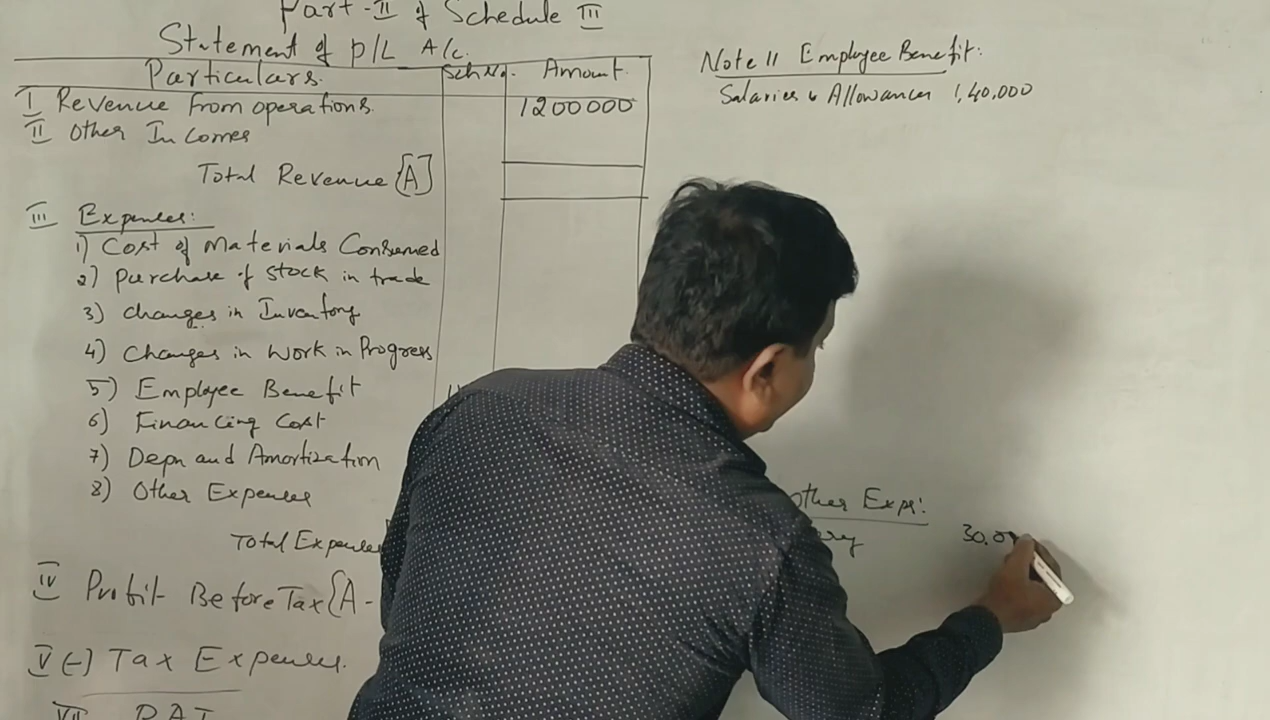 Part-II of Schedule III
Statement of P/L A/c.
Particulars. Sch No. Amount
I Revenue from operations. 1200000
II Other Incomes
Total Revenue [A]
III Expenses:
1) Cost of Materials Consumed
2) Purchase of stock in trade
3) Changes in Inventory
4) Changes in Work in Progress
5) Employee Benefit
6) Financing Cost
7) Depn and Amortization
8) Other Expenses
Total Expenses
IV Profit Before Tax {A-
V (-) Tax Expenses.
VII PAT
Note 11 Employee Benefit:
Salaries & Allowances 1,40,000
Other Exps:
30,0